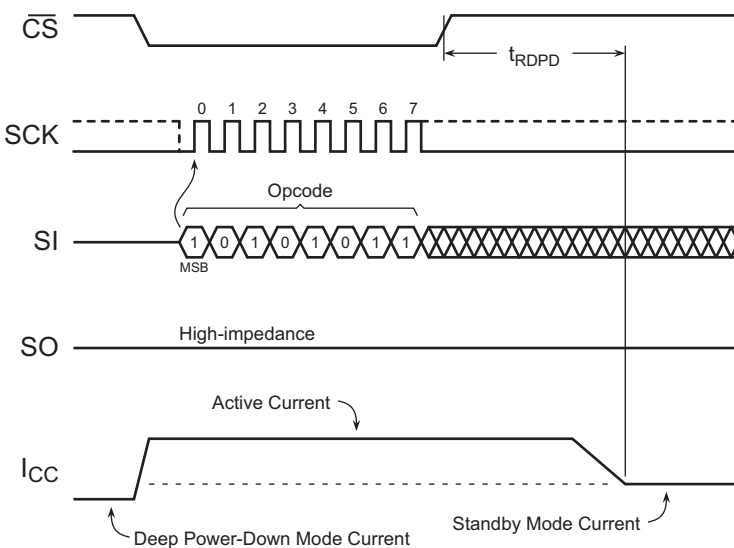 CS
tRDPD
0 1 2 3 4 5 6 7
SCK
Opcode
SI
1 0 1 0 1 0 1 1
MSB
High-impedance
SO
Active Current
ICC
Standby Mode Current
Deep Power-Down Mode Current